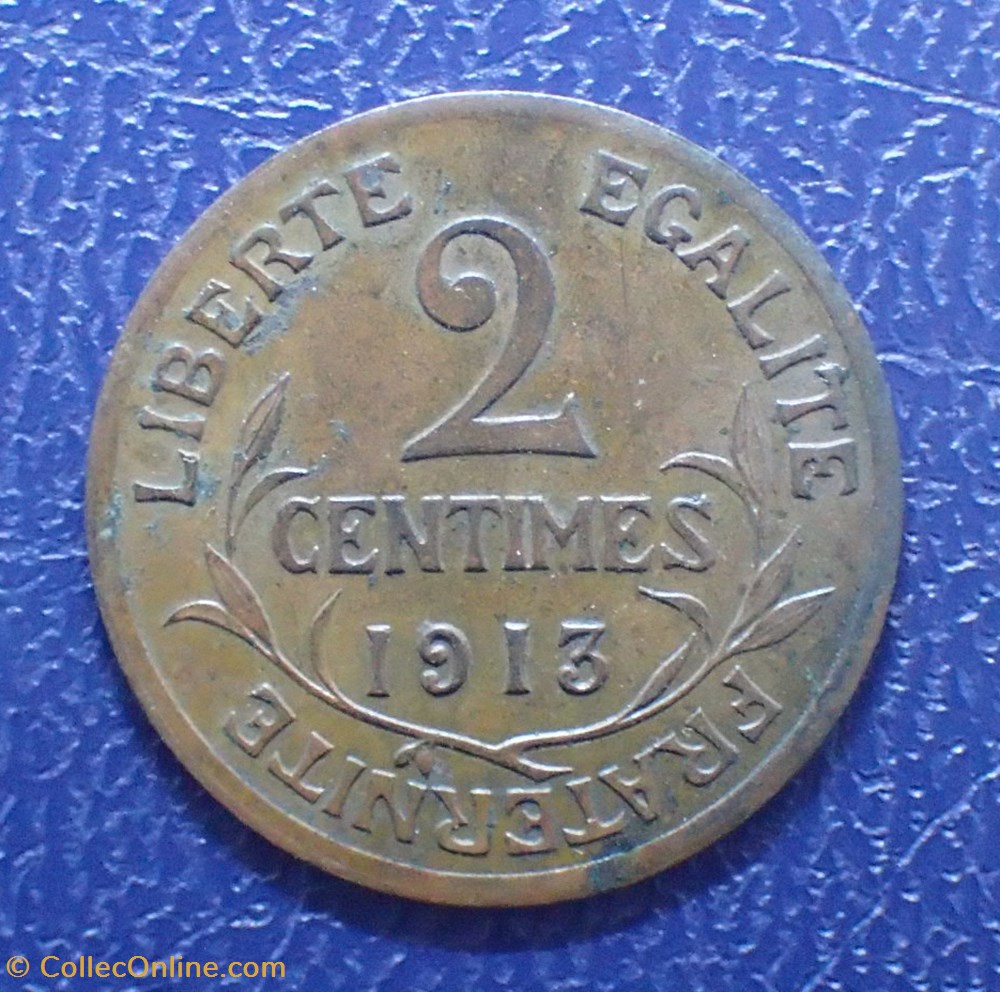 LIBERTE EGALITE FRATERNITE
2
CENTIMES
1913
© CollecOnline.com